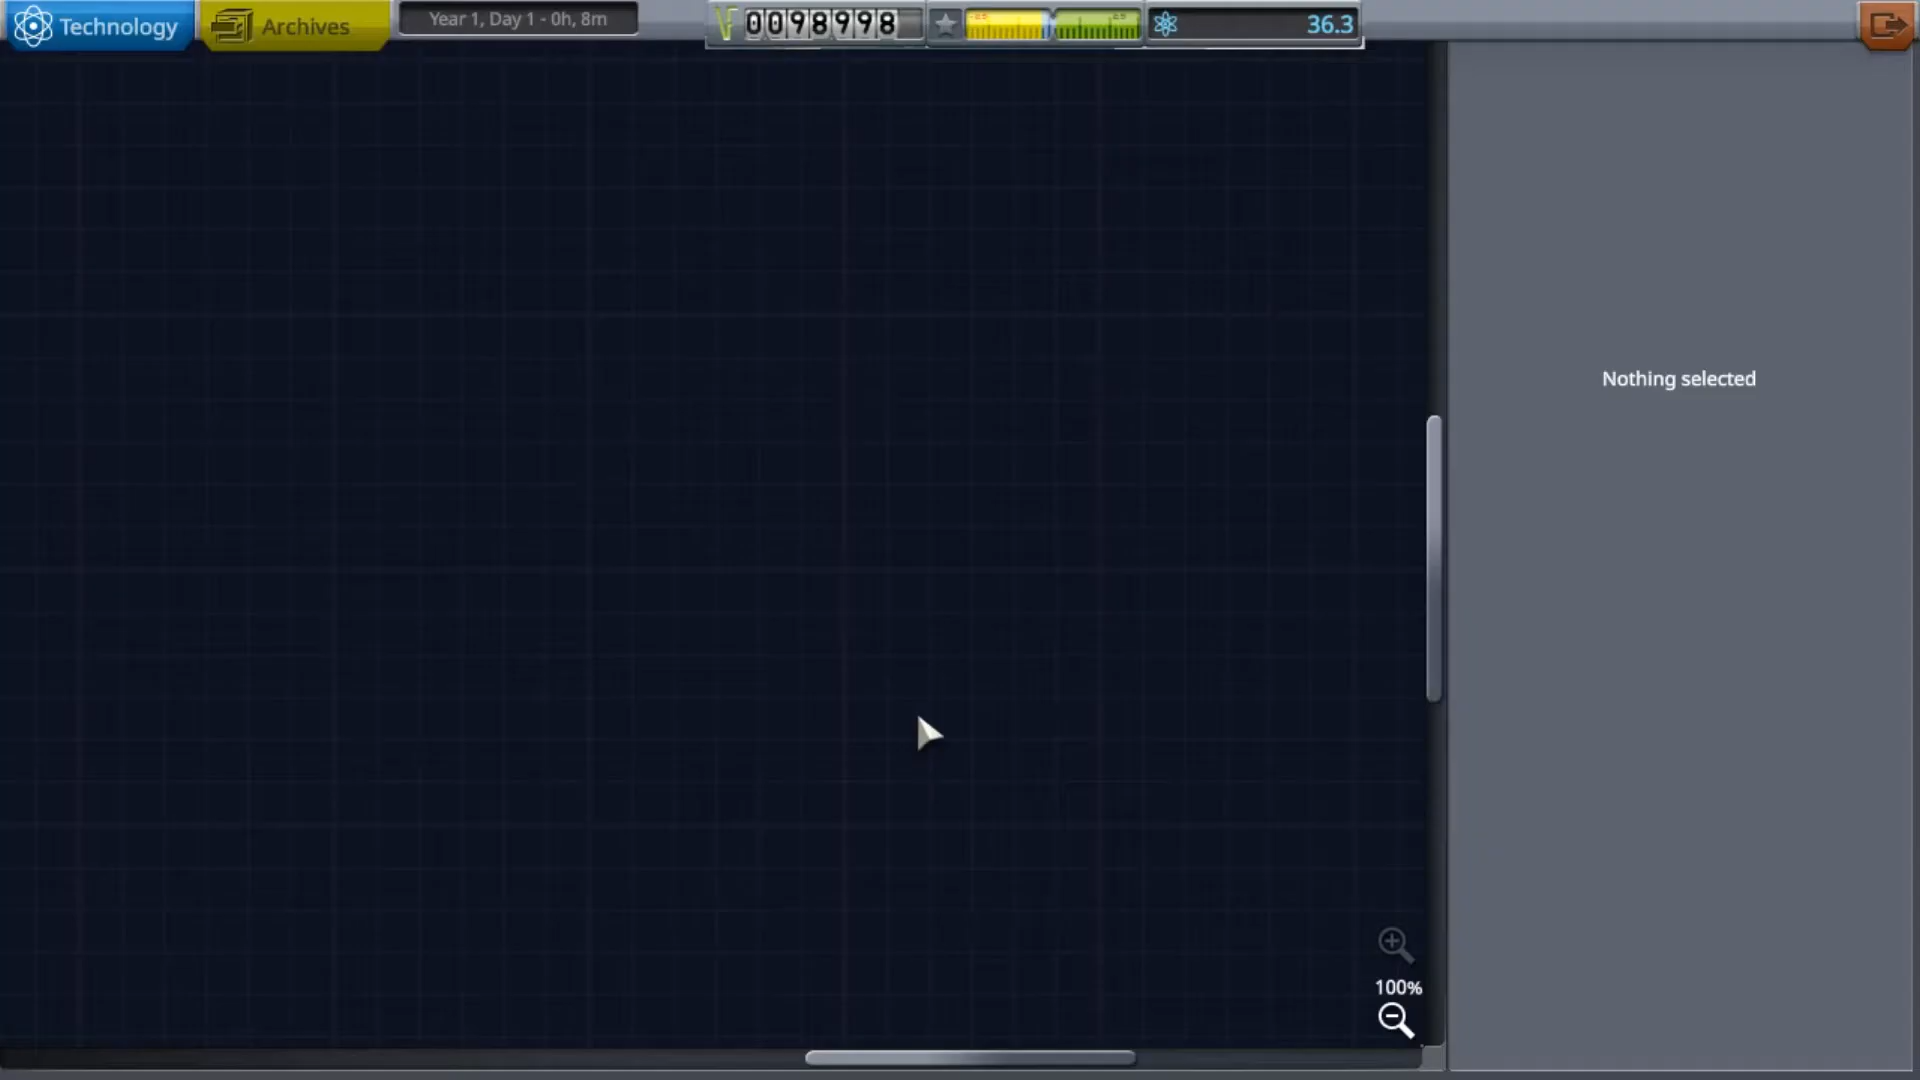 Technology
Archives
Year 1, Day 1 - 0h, 8m
0098998
36.3
Nothing selected
100%